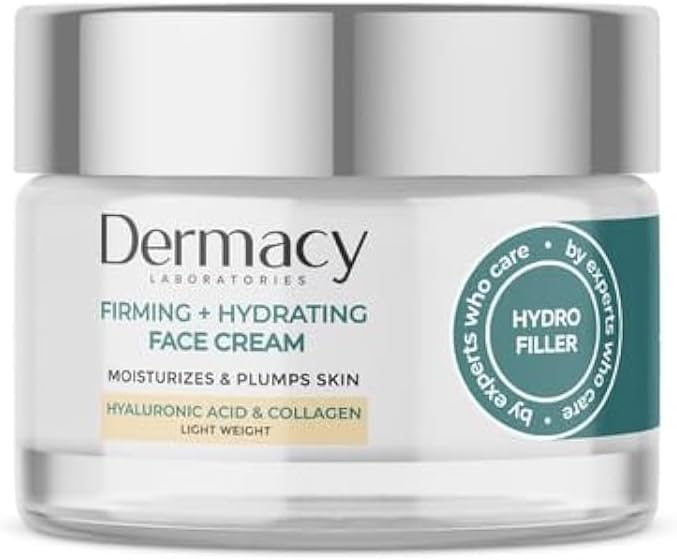 Dermacy
LABORATORIES
FIRMING + HYDRATING
FACE CREAM
MOISTURIZES & PLUMPS SKIN
HYALURONIC ACID & COLLAGEN
LIGHT WEIGHT
by experts who care • by experts who care •
HYDRO
FILLER